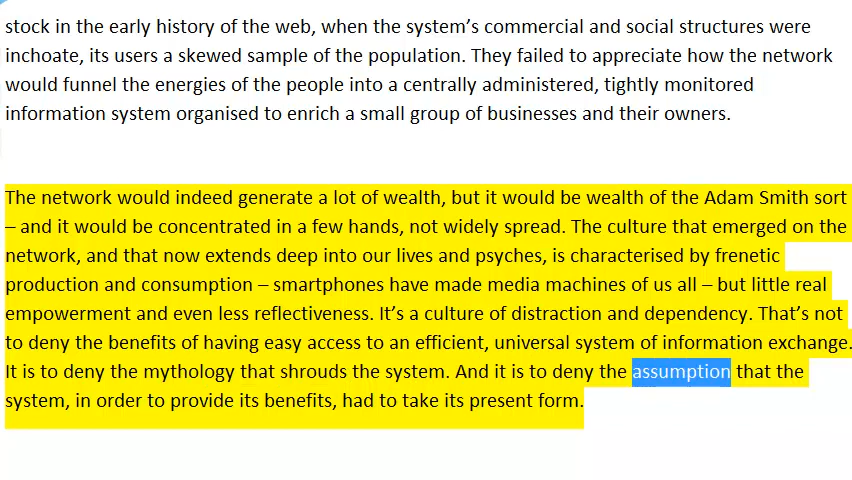 stock in the early history of the web, when the system’s commercial and social structures were
inchoate, its users a skewed sample of the population. They failed to appreciate how the network
would funnel the energies of the people into a centrally administered, tightly monitored
information system organised to enrich a small group of businesses and their owners.
The network would indeed generate a lot of wealth, but it would be wealth of the Adam Smith sort
– and it would be concentrated in a few hands, not widely spread. The culture that emerged on the
network, and that now extends deep into our lives and psyches, is characterised by frenetic
production and consumption – smartphones have made media machines of us all – but little real
empowerment and even less reflectiveness. It’s a culture of distraction and dependency. That’s not
to deny the benefits of having easy access to an efficient, universal system of information exchange.
It is to deny the mythology that shrouds the system. And it is to deny the assumption that the
system, in order to provide its benefits, had to take its present form.